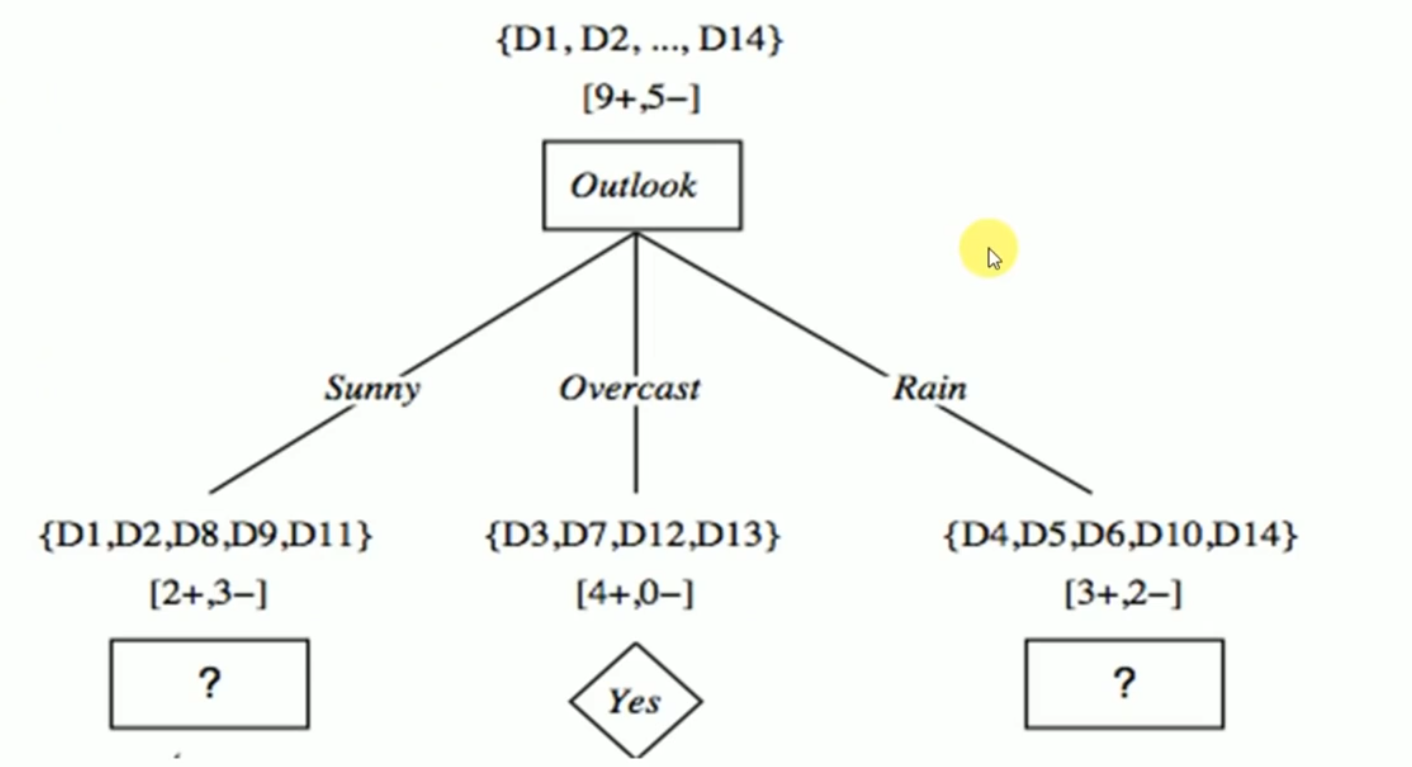 {D1, D2, ..., D14}
[9+,5−]
Outlook
Sunny
Overcast
Rain
{D1,D2,D8,D9,D11}
{D3,D7,D12,D13}
{D4,D5,D6,D10,D14}
[2+,3−]
[4+,0−]
[3+,2−]
?
Yes
?